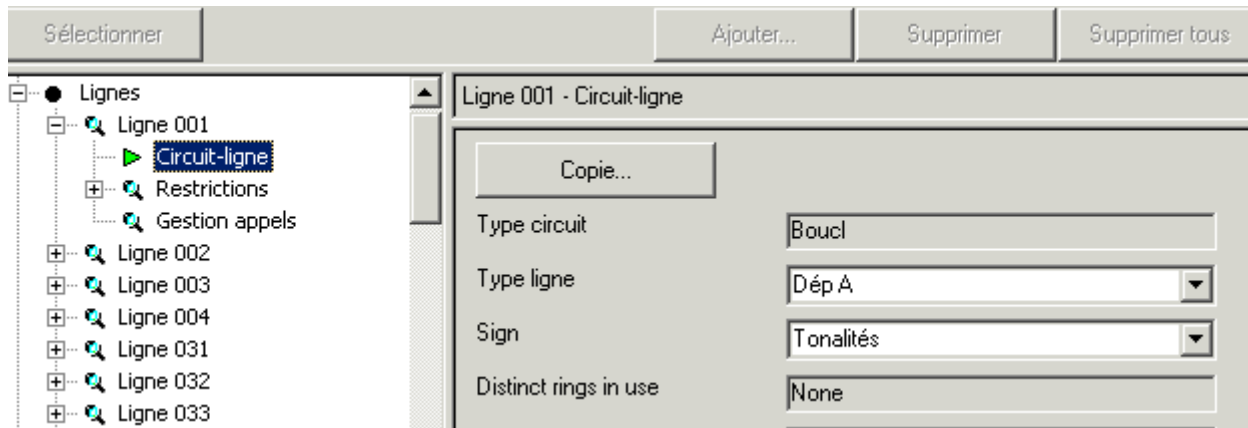 Sélectionner
Ajouter...
Supprimer
Supprimer tous
Lignes
Ligne 001
Circuit-ligne
Restrictions
Gestion appels
Ligne 002
Ligne 003
Ligne 004
Ligne 031
Ligne 032
Ligne 033
Ligne 001 - Circuit-ligne
Copie...
Type circuit
Boucl
Type ligne
Dép A
Sign
Tonalités
Distinct rings in use
None